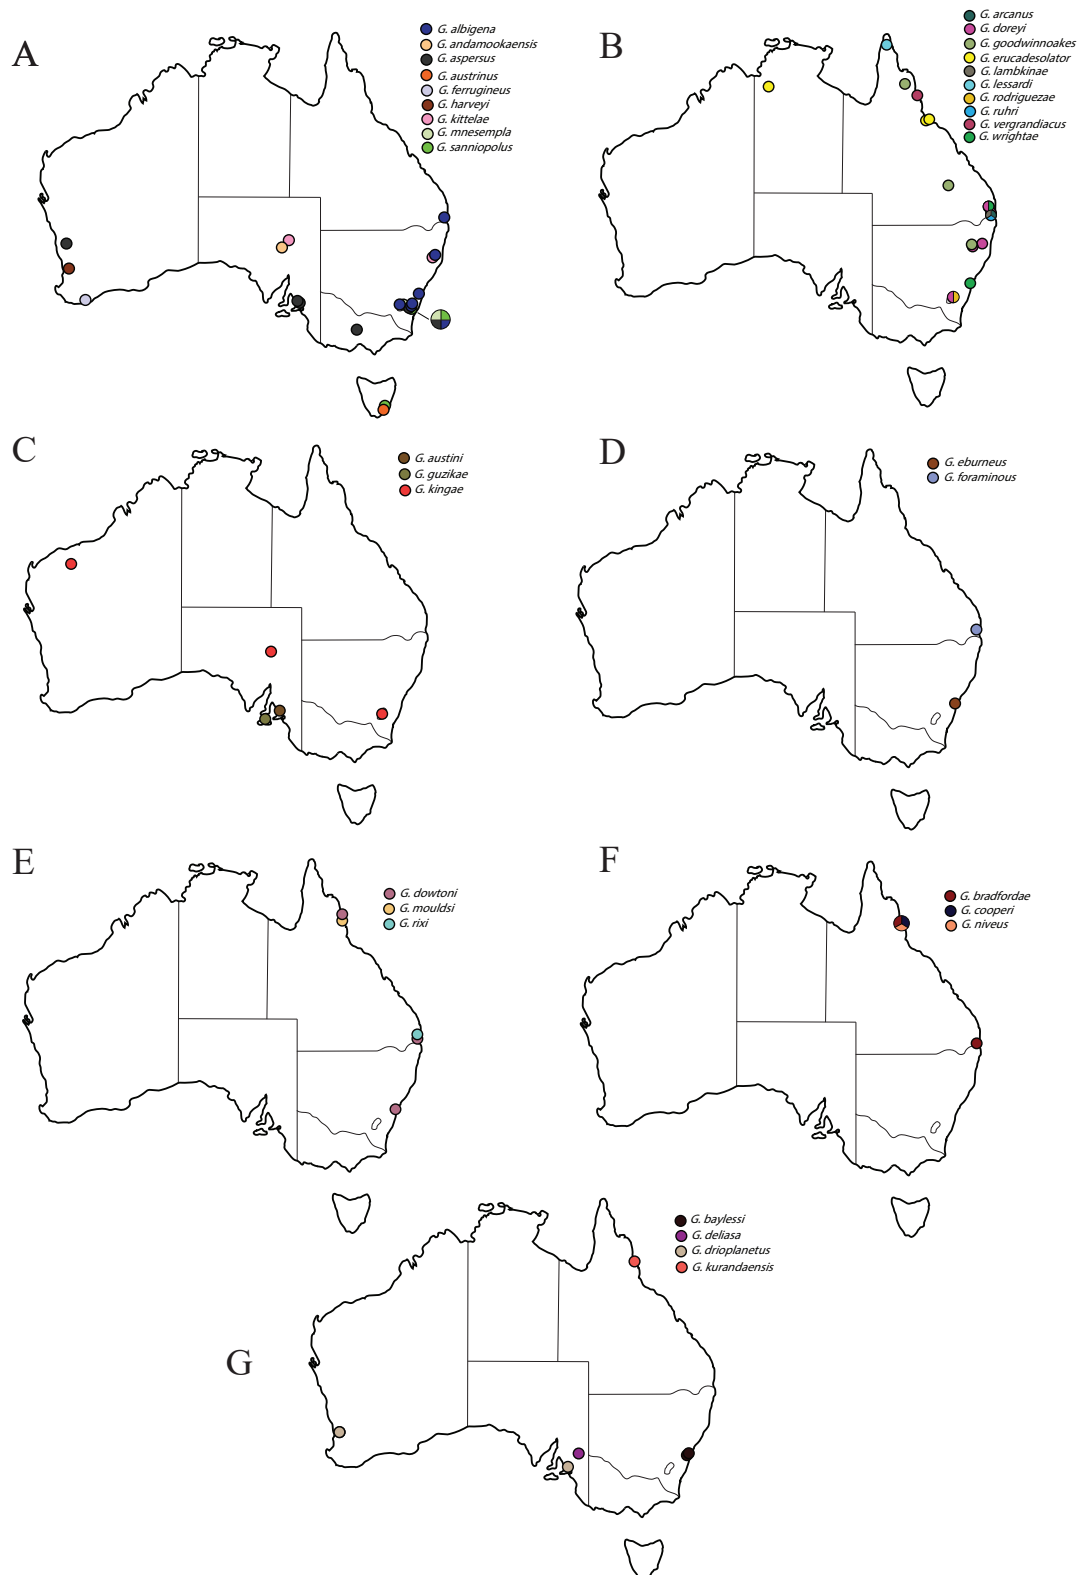 A
G. albigena
G. andamookaensis
G. aspersus
G. austrinus
G. ferrugineus
G. harveyi
G. kittelae
G. mnesempla
G. sanniopolus
B
G. arcanus
G. doreyi
G. goodwinnoakes
G. erucadesolator
G. lambkinae
G. lessardi
G. rodriguezae
G. ruhri
G. vergrandiacus
G. wrightae
C
G. austini
G. guzikae
G. kingae
D
G. eburneus
G. foraminous
E
G. dowtoni
G. mouldsi
G. rixi
F
G. bradfordae
G. cooperi
G. niveus
G
G. baylessi
G. deliasa
G. drioplanetus
G. kurandaensis